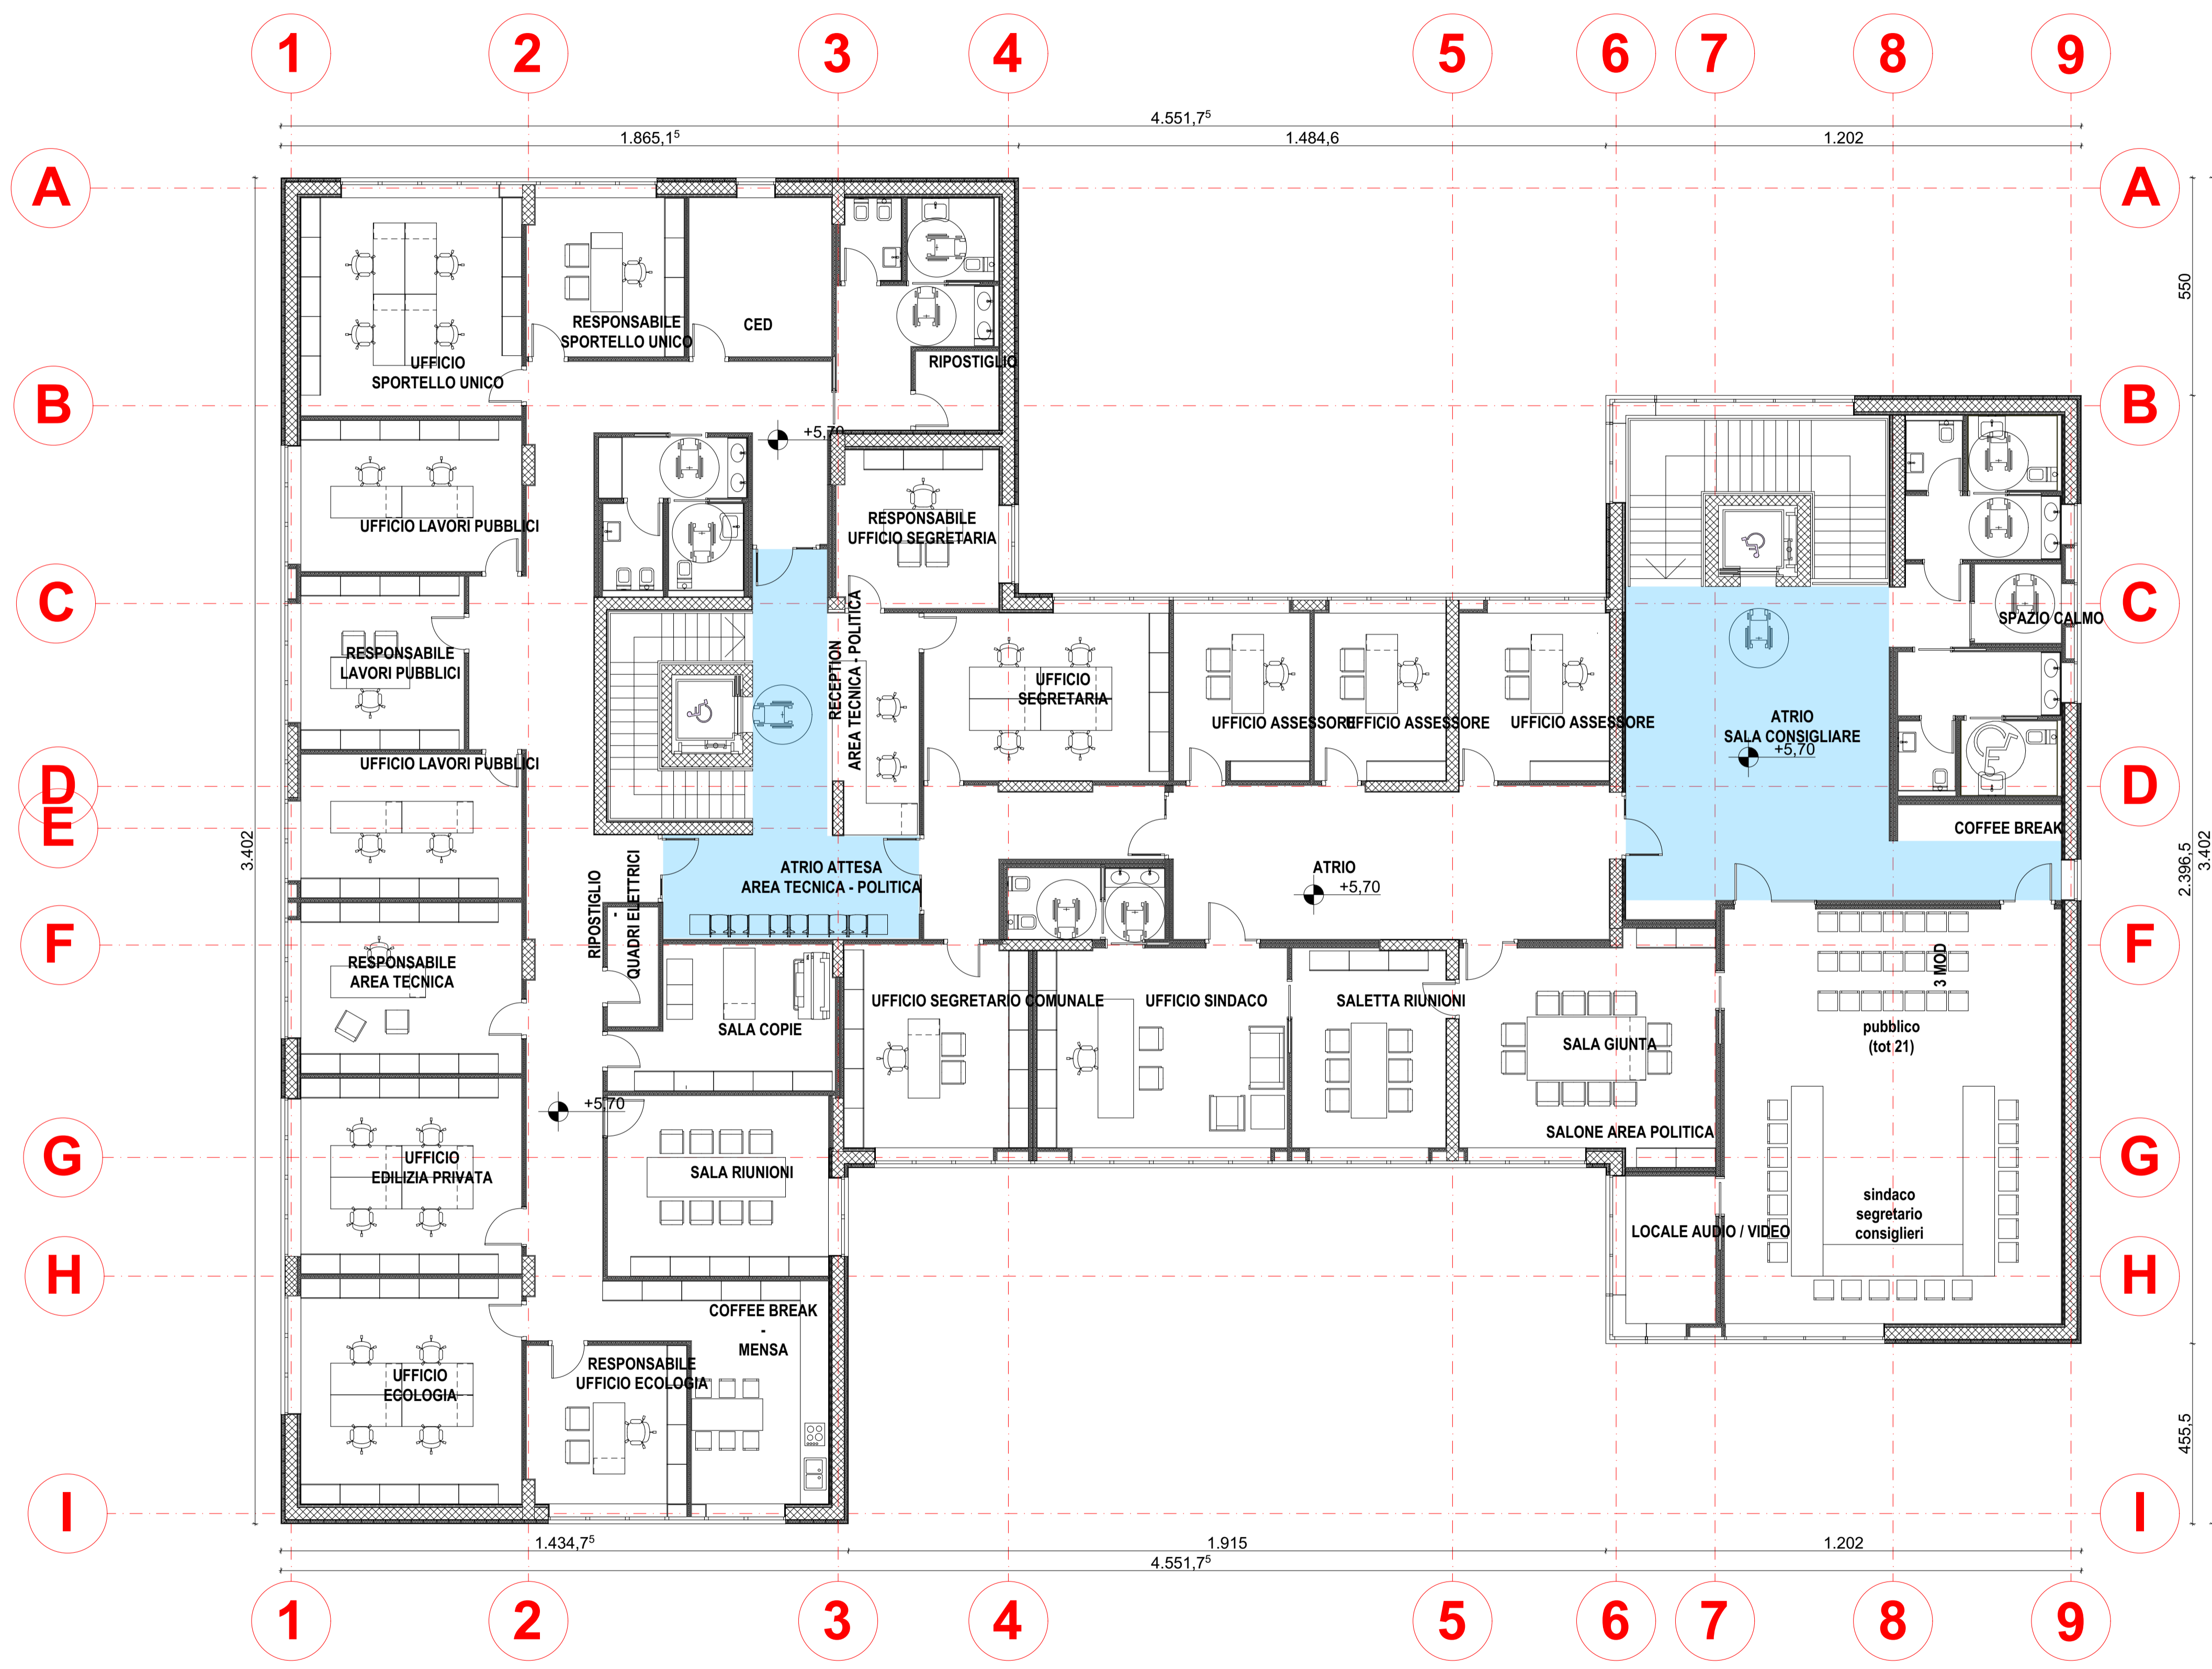 1 2 3 4 5 6 7 8 9
4.551,7⁵
1.865,1⁵ 1.484,6 1.202
A A
550
RESPONSABILE
SPORTELLO UNICO
CED
UFFICIO
SPORTELLO UNICO
RIPOSTIGLIO
B B
+5,70
UFFICIO LAVORI PUBBLICI
RESPONSABILE
UFFICIO SEGRETARIA
C C
SPAZIO CALMO
RESPONSABILE
LAVORI PUBBLICI
RECEPTION
AREA TECNICA - POLITICA
UFFICIO
SEGRETARIA
UFFICIO ASSESSORE
UFFICIO ASSESSORE
UFFICIO ASSESSORE
ATRIO
SALA CONSIGLIARE
+5,70
UFFICIO LAVORI PUBBLICI
D D
E
COFFEE BREAK
3.402
2.396,5
3.402
ATRIO ATTESA
AREA TECNICA - POLITICA
ATRIO
+5,70
RIPOSTIGLIO
QUADRI ELETTRICI
F F
RESPONSABILE
AREA TECNICA
3 MOD
UFFICIO SEGRETARIO COMUNALE
UFFICIO SINDACO
SALETTA RIUNIONI
SALA COPIE
SALA GIUNTA
pubblico
(tot 21)
+5,70
SALONE AREA POLITICA
G G
UFFICIO
EDILIZIA PRIVATA
SALA RIUNIONI
sindaco
segretario
consiglieri
LOCALE AUDIO / VIDEO
H H
COFFEE BREAK
-
MENSA
UFFICIO
ECOLOGIA
RESPONSABILE
UFFICIO ECOLOGIA
455,5
I I
1.434,7⁵ 1.915 1.202
4.551,7⁵
1 2 3 4 5 6 7 8 9